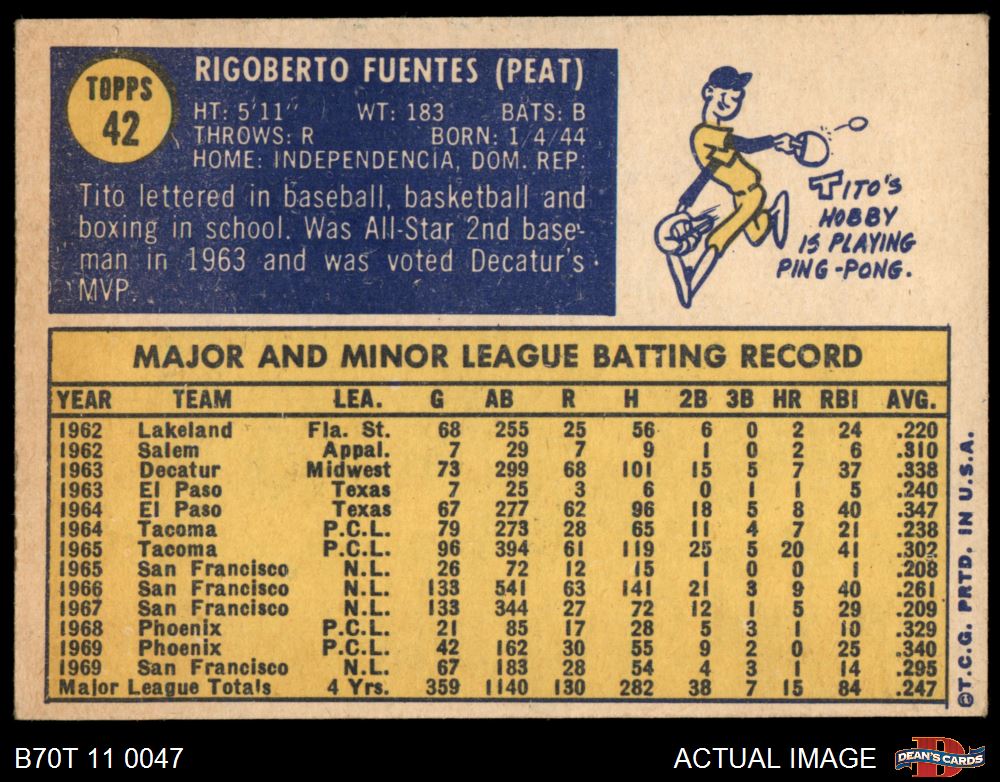 TOPPS
42
RIGOBERTO FUENTES (PEAT)
HT: 5'11" WT: 183 BATS: B
THROWS: R BORN: 1/4/44
HOME: INDEPENDENCIA, DOM. REP.
Tito lettered in baseball, basketball and
boxing in school. Was All-Star 2nd base-
man in 1963 and was voted Decatur's
MVP.
TITO'S
HOBBY
IS PLAYING
PING-PONG.
MAJOR AND MINOR LEAGUE BATTING RECORD
YEAR TEAM LEA. G AB R H 2B 3B HR RBI AVG.
1962 Lakeland Fla. St. 68 255 25 56 6 0 2 24 .220
1962 Salem Appal. 7 29 7 9 1 0 2 6 .310
1963 Decatur Midwest 73 299 68 101 15 5 7 37 .338
1963 El Paso Texas 7 25 3 6 0 1 1 5 .240
1964 El Paso Texas 67 277 62 96 18 5 8 40 .347
1964 Tacoma P.C.L. 79 273 28 65 11 4 7 21 .238
1965 Tacoma P.C.L. 96 394 61 119 25 5 20 41 .302
1965 San Francisco N.L. 26 72 12 15 1 0 0 1 .208
1966 San Francisco N.L. 133 541 63 141 21 3 9 40 .261
1967 San Francisco N.L. 133 344 27 72 12 1 5 29 .209
1968 Phoenix P.C.L. 21 85 17 28 5 3 1 10 .329
1969 Phoenix P.C.L. 42 162 30 55 9 2 0 25 .340
1969 San Francisco N.L. 67 183 28 54 4 3 1 14 .295
Major League Totals 4 Yrs. 359 1140 130 282 38 7 15 84 .247
©T.C.G. PRTD. IN U.S.A.
B70T 11 0047
ACTUAL IMAGE
D
DEAN'S CARDS